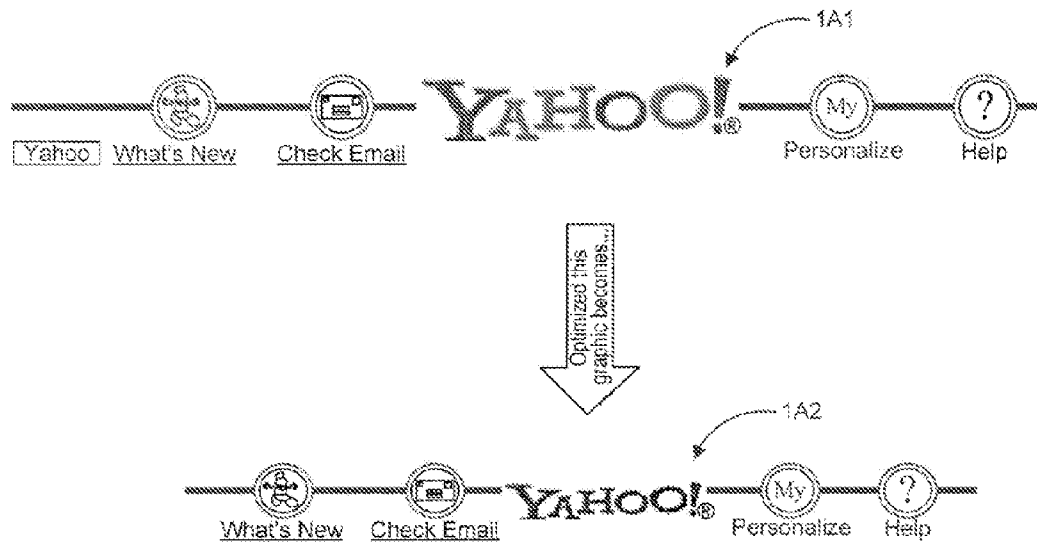 1A1
YAHOO!®
My
?
Yahoo What's New Check Email Personalize Help
Optimized this
graphic becomes...
1A2
YAHOO!®
My
?
What's New Check Email Personalize Help